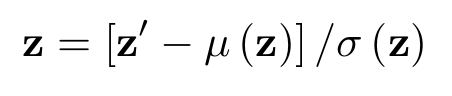 z = [z′ − μ (z)] /σ (z)